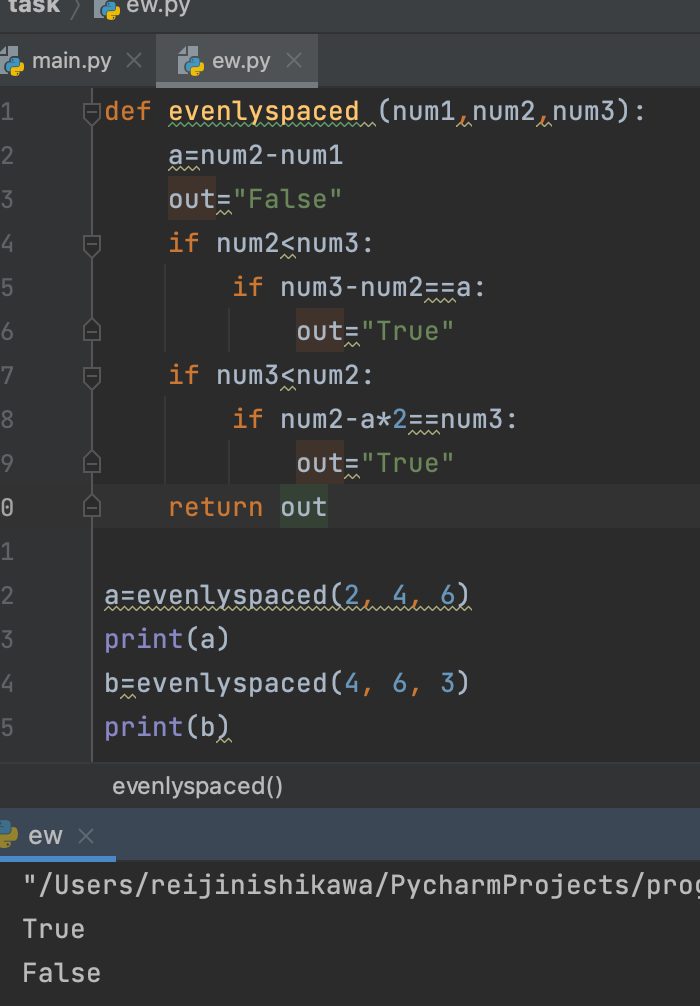 task 〉 ew.py
main.py × ew.py ×
1 def evenlyspaced (num1,num2,num3):
2 a=num2-num1
3 out="False"
4 if num2<num3:
5 if num3-num2==a:
6 out="True"
7 if num3<num2:
8 if num2-a*2==num3:
9 out="True"
0 return out
1
2 a=evenlyspaced(2, 4, 6)
3 print(a)
4 b=evenlyspaced(4, 6, 3)
5 print(b)
evenlyspaced()
ew ×
"/Users/reijinishikawa/PycharmProjects/prog
True
False